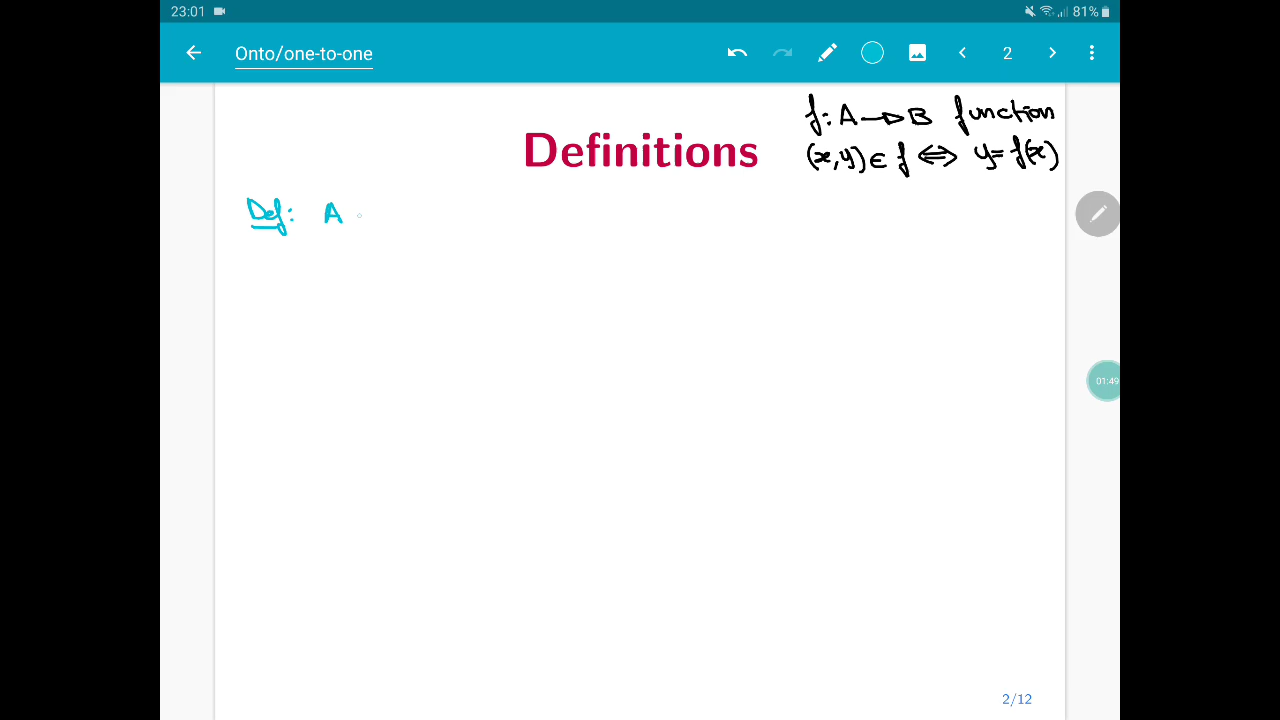 23:01 81%
Onto/one-to-one 2
f: A → B function
Definitions
(x,y) ∈ f ⇔ y = f(x)
Def: A
01:49
2/12